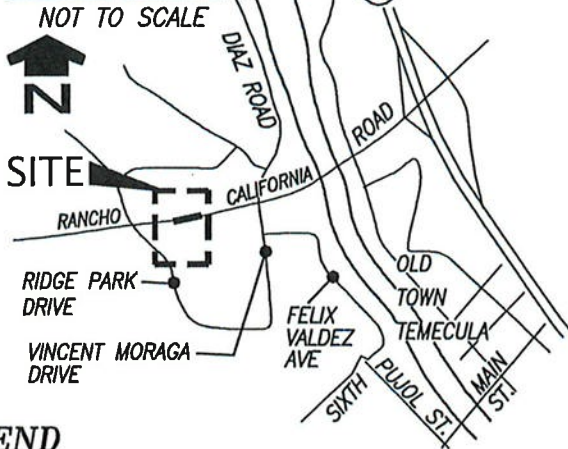 NOT TO SCALE
N
DIAZ ROAD
SITE
RANCHO CALIFORNIA ROAD
RIDGE PARK
DRIVE
VINCENT MORAGA
DRIVE
FELIX
VALDEZ
AVE
OLD
TOWN
TEMECULA
SIXTH
PUJOL ST.
MAIN
ST.
END